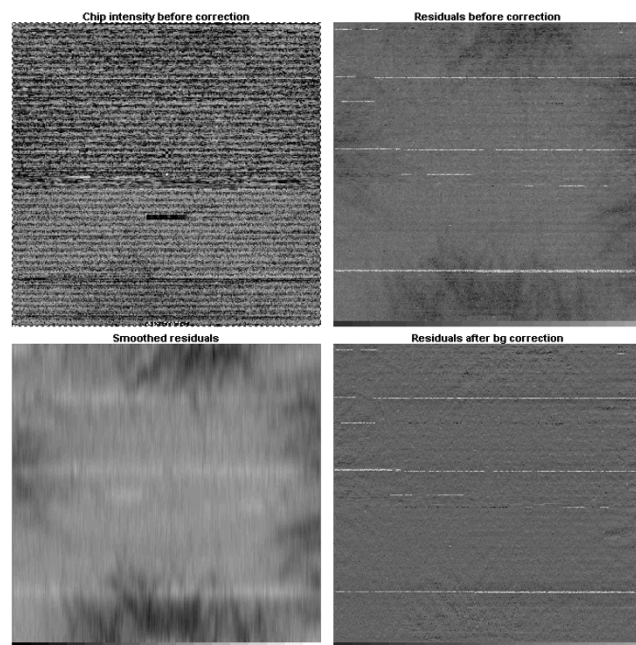 Chip intensity before correction
Residuals before correction
Smoothed residuals
Residuals after bg correction